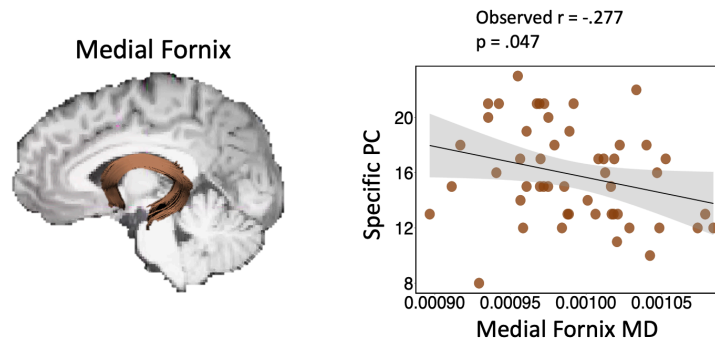 Medial Fornix
Observed r = -.277
p = .047
Specific PC
20
16
12
8
0.00090 0.00095 0.00100 0.00105
Medial Fornix MD